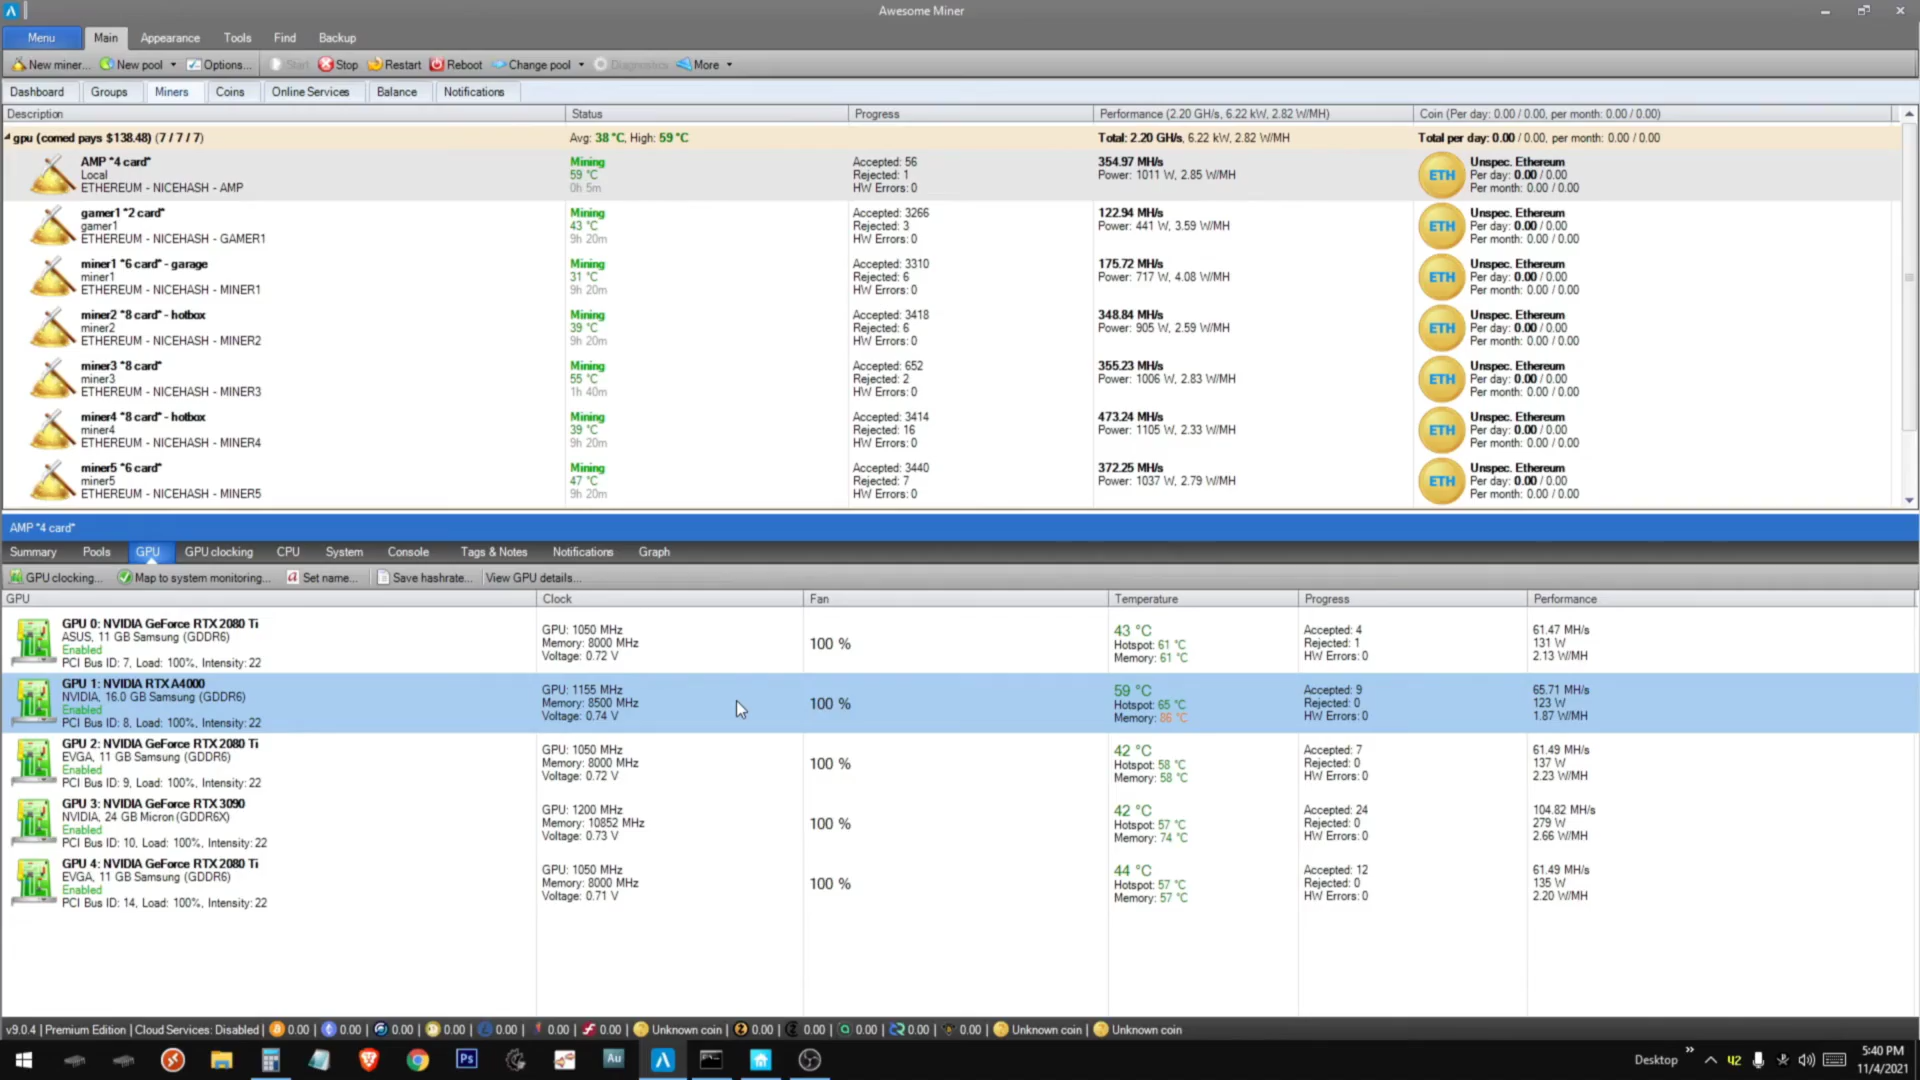 Awesome Miner
Menu Main Appearance Tools Find Backup
New miner... New pool Options... Start Stop Restart Reboot Change pool Diagnostics More
Dashboard Groups Miners Coins Online Services Balance Notifications
Description Status Progress Performance (2.20 GH/s, 6.22 kW, 2.82 W/MH) Coin (Per day: 0.00 / 0.00, per month: 0.00 / 0.00)
gpu (comed pays $138.48) (7 / 7 / 7) Avg: 38 °C, High: 59 °C Total: 2.20 GH/s, 6.22 kW, 2.82 W/MH Total per day: 0.00 / 0.00, per month: 0.00 / 0.00
AMP *4 card* Mining Accepted: 56 354.97 MH/s Unspec. Ethereum
Local 59 °C Rejected: 1 Power: 1011 W, 2.85 W/MH ETH Per day: 0.00 / 0.00
ETHEREUM - NICEHASH - AMP 0h 5m HW Errors: 0 Per month: 0.00 / 0.00
gamer1 *2 card* Mining Accepted: 3266 122.94 MH/s Unspec. Ethereum
gamer1 43 °C Rejected: 3 Power: 441 W, 3.59 W/MH ETH Per day: 0.00 / 0.00
ETHEREUM - NICEHASH - GAMER1 9h 20m HW Errors: 0 Per month: 0.00 / 0.00
miner1 *6 card* - garage Mining Accepted: 3310 175.72 MH/s Unspec. Ethereum
miner1 31 °C Rejected: 6 Power: 717 W, 4.08 W/MH ETH Per day: 0.00 / 0.00
ETHEREUM - NICEHASH - MINER1 9h 20m HW Errors: 0 Per month: 0.00 / 0.00
miner2 *8 card* - hotbox Mining Accepted: 3418 348.84 MH/s Unspec. Ethereum
miner2 39 °C Rejected: 6 Power: 905 W, 2.59 W/MH ETH Per day: 0.00 / 0.00
ETHEREUM - NICEHASH - MINER2 9h 20m HW Errors: 0 Per month: 0.00 / 0.00
miner3 *8 card* Mining Accepted: 652 355.23 MH/s Unspec. Ethereum
miner3 55 °C Rejected: 2 Power: 1006 W, 2.83 W/MH ETH Per day: 0.00 / 0.00
ETHEREUM - NICEHASH - MINER3 1h 40m HW Errors: 0 Per month: 0.00 / 0.00
miner4 *8 card* - hotbox Mining Accepted: 3414 473.24 MH/s Unspec. Ethereum
miner4 39 °C Rejected: 16 Power: 1105 W, 2.33 W/MH ETH Per day: 0.00 / 0.00
ETHEREUM - NICEHASH - MINER4 9h 20m HW Errors: 0 Per month: 0.00 / 0.00
miner5 *6 card* Mining Accepted: 3440 372.25 MH/s Unspec. Ethereum
miner5 47 °C Rejected: 7 Power: 1037 W, 2.79 W/MH ETH Per day: 0.00 / 0.00
ETHEREUM - NICEHASH - MINER5 9h 20m HW Errors: 0 Per month: 0.00 / 0.00
AMP *4 card*
Summary Pools GPU GPU clocking CPU System Console Tags & Notes Notifications Graph
GPU clocking... Map to system monitoring... Set name... Save hashrate... View GPU details...
GPU Clock Fan Temperature Progress Performance
GPU 0: NVIDIA GeForce RTX 2080 Ti GPU: 1050 MHz 43 °C Accepted: 4 61.47 MH/s
ASUS, 11 GB Samsung (GDDR6) Memory: 8000 MHz 100 % Hotspot: 61 °C Rejected: 1 131 W
Enabled Voltage: 0.72 V Memory: 61 °C HW Errors: 0 2.13 W/MH
PCI Bus ID: 7, Load: 100%, Intensity: 22
GPU 1: NVIDIA RTX A4000 GPU: 1155 MHz 59 °C Accepted: 9 65.71 MH/s
NVIDIA, 16.0 GB Samsung (GDDR6) Memory: 8500 MHz 100 % Hotspot: 65 °C Rejected: 0 123 W
Enabled Voltage: 0.74 V Memory: 86 °C HW Errors: 0 1.87 W/MH
PCI Bus ID: 8, Load: 100%, Intensity: 22
GPU 2: NVIDIA GeForce RTX 2080 Ti GPU: 1050 MHz 42 °C Accepted: 7 61.49 MH/s
EVGA, 11 GB Samsung (GDDR6) Memory: 8000 MHz 100 % Hotspot: 58 °C Rejected: 0 137 W
Enabled Voltage: 0.72 V Memory: 58 °C HW Errors: 0 2.23 W/MH
PCI Bus ID: 9, Load: 100%, Intensity: 22
GPU 3: NVIDIA GeForce RTX 3090 GPU: 1200 MHz 42 °C Accepted: 24 104.82 MH/s
NVIDIA, 24 GB Micron (GDDR6X) Memory: 10852 MHz 100 % Hotspot: 57 °C Rejected: 0 279 W
Enabled Voltage: 0.73 V Memory: 74 °C HW Errors: 0 2.66 W/MH
PCI Bus ID: 10, Load: 100%, Intensity: 22
GPU 4: NVIDIA GeForce RTX 2080 Ti GPU: 1050 MHz 44 °C Accepted: 12 61.49 MH/s
EVGA, 11 GB Samsung (GDDR6) Memory: 8000 MHz 100 % Hotspot: 57 °C Rejected: 0 135 W
Enabled Voltage: 0.71 V Memory: 57 °C HW Errors: 0 2.20 W/MH
PCI Bus ID: 14, Load: 100%, Intensity: 22
v9.0.4 | Premium Edition | Cloud Services: Disabled | 0.00 | 0.00 | 0.00 | 0.00 | 0.00 | 0.00 | 0.00 | Unknown coin | 0.00 | 0.00 | 0.00 | 0.00 | 0.00 | Unknown coin | Unknown coin
Ps Au Desktop 42 5:40 PM
11/4/2021